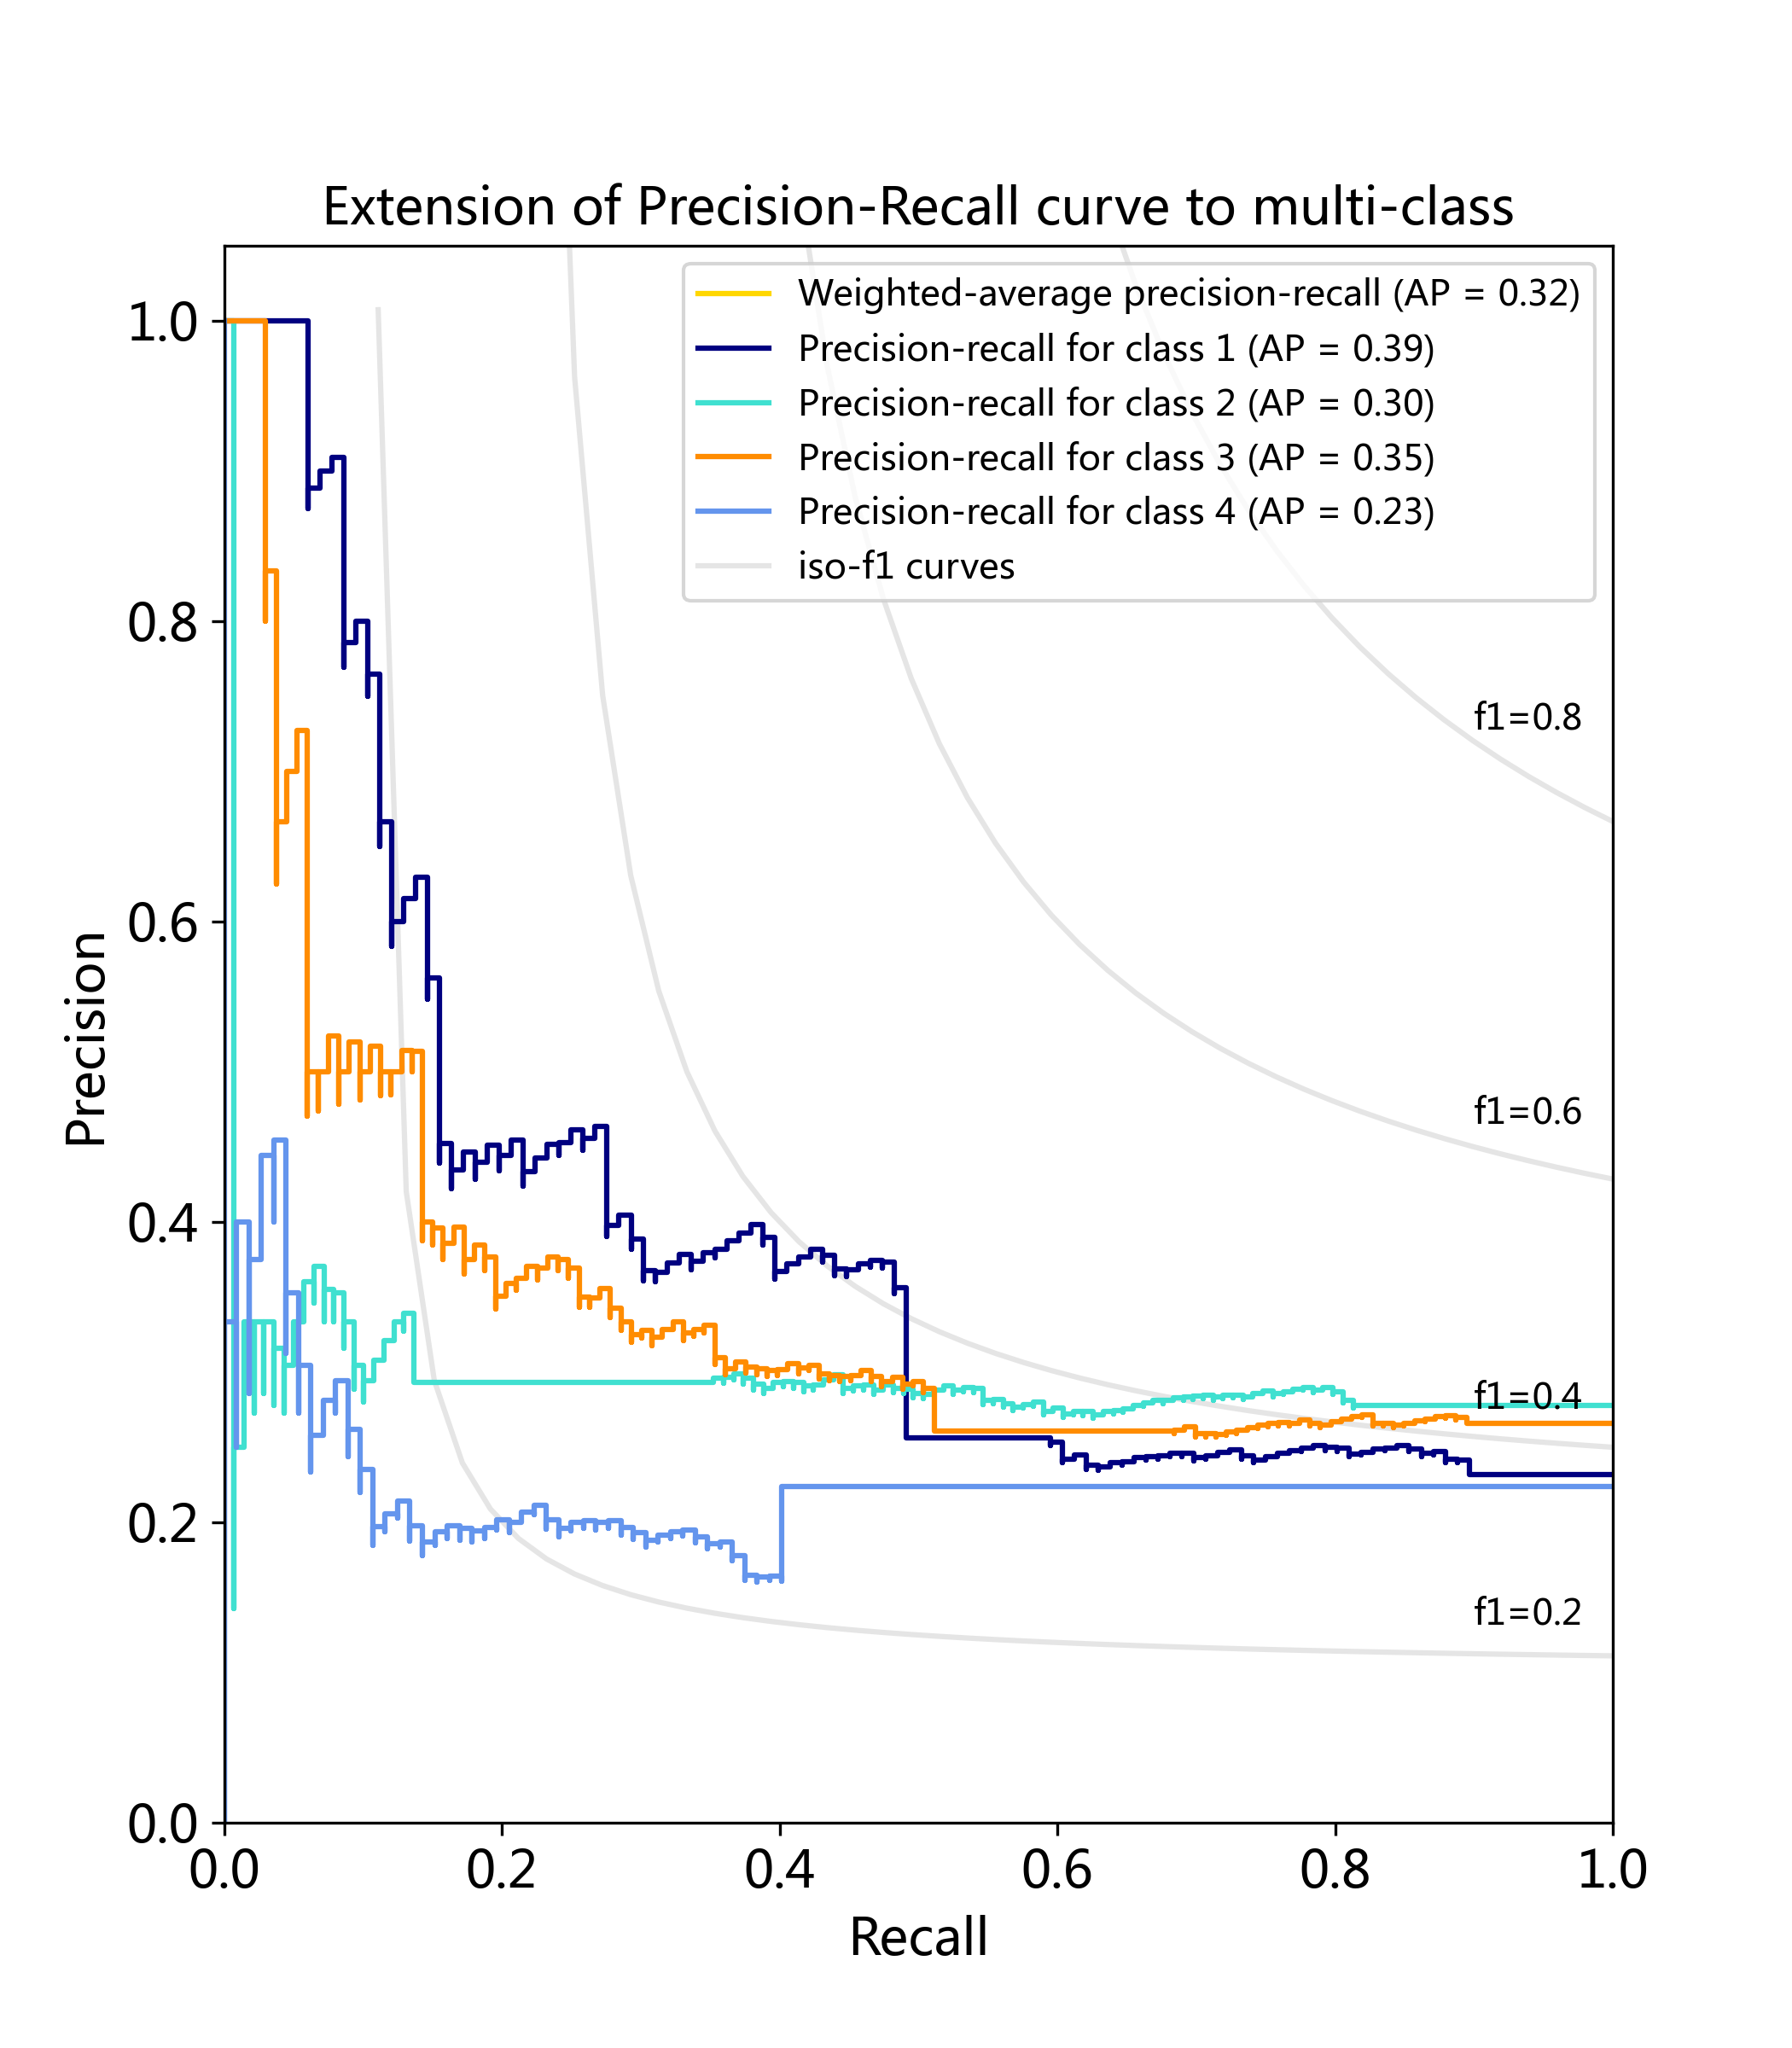 Extension of Precision-Recall curve to multi-class
Weighted-average precision-recall (AP = 0.32)
Precision-recall for class 1 (AP = 0.39)
Precision-recall for class 2 (AP = 0.30)
Precision-recall for class 3 (AP = 0.35)
Precision-recall for class 4 (AP = 0.23)
iso-f1 curves
1.0
0.8
0.6
0.4
0.2
0.0
Precision
f1=0.8
f1=0.6
f1=0.4
f1=0.2
0.0 0.2 0.4 0.6 0.8 1.0
Recall